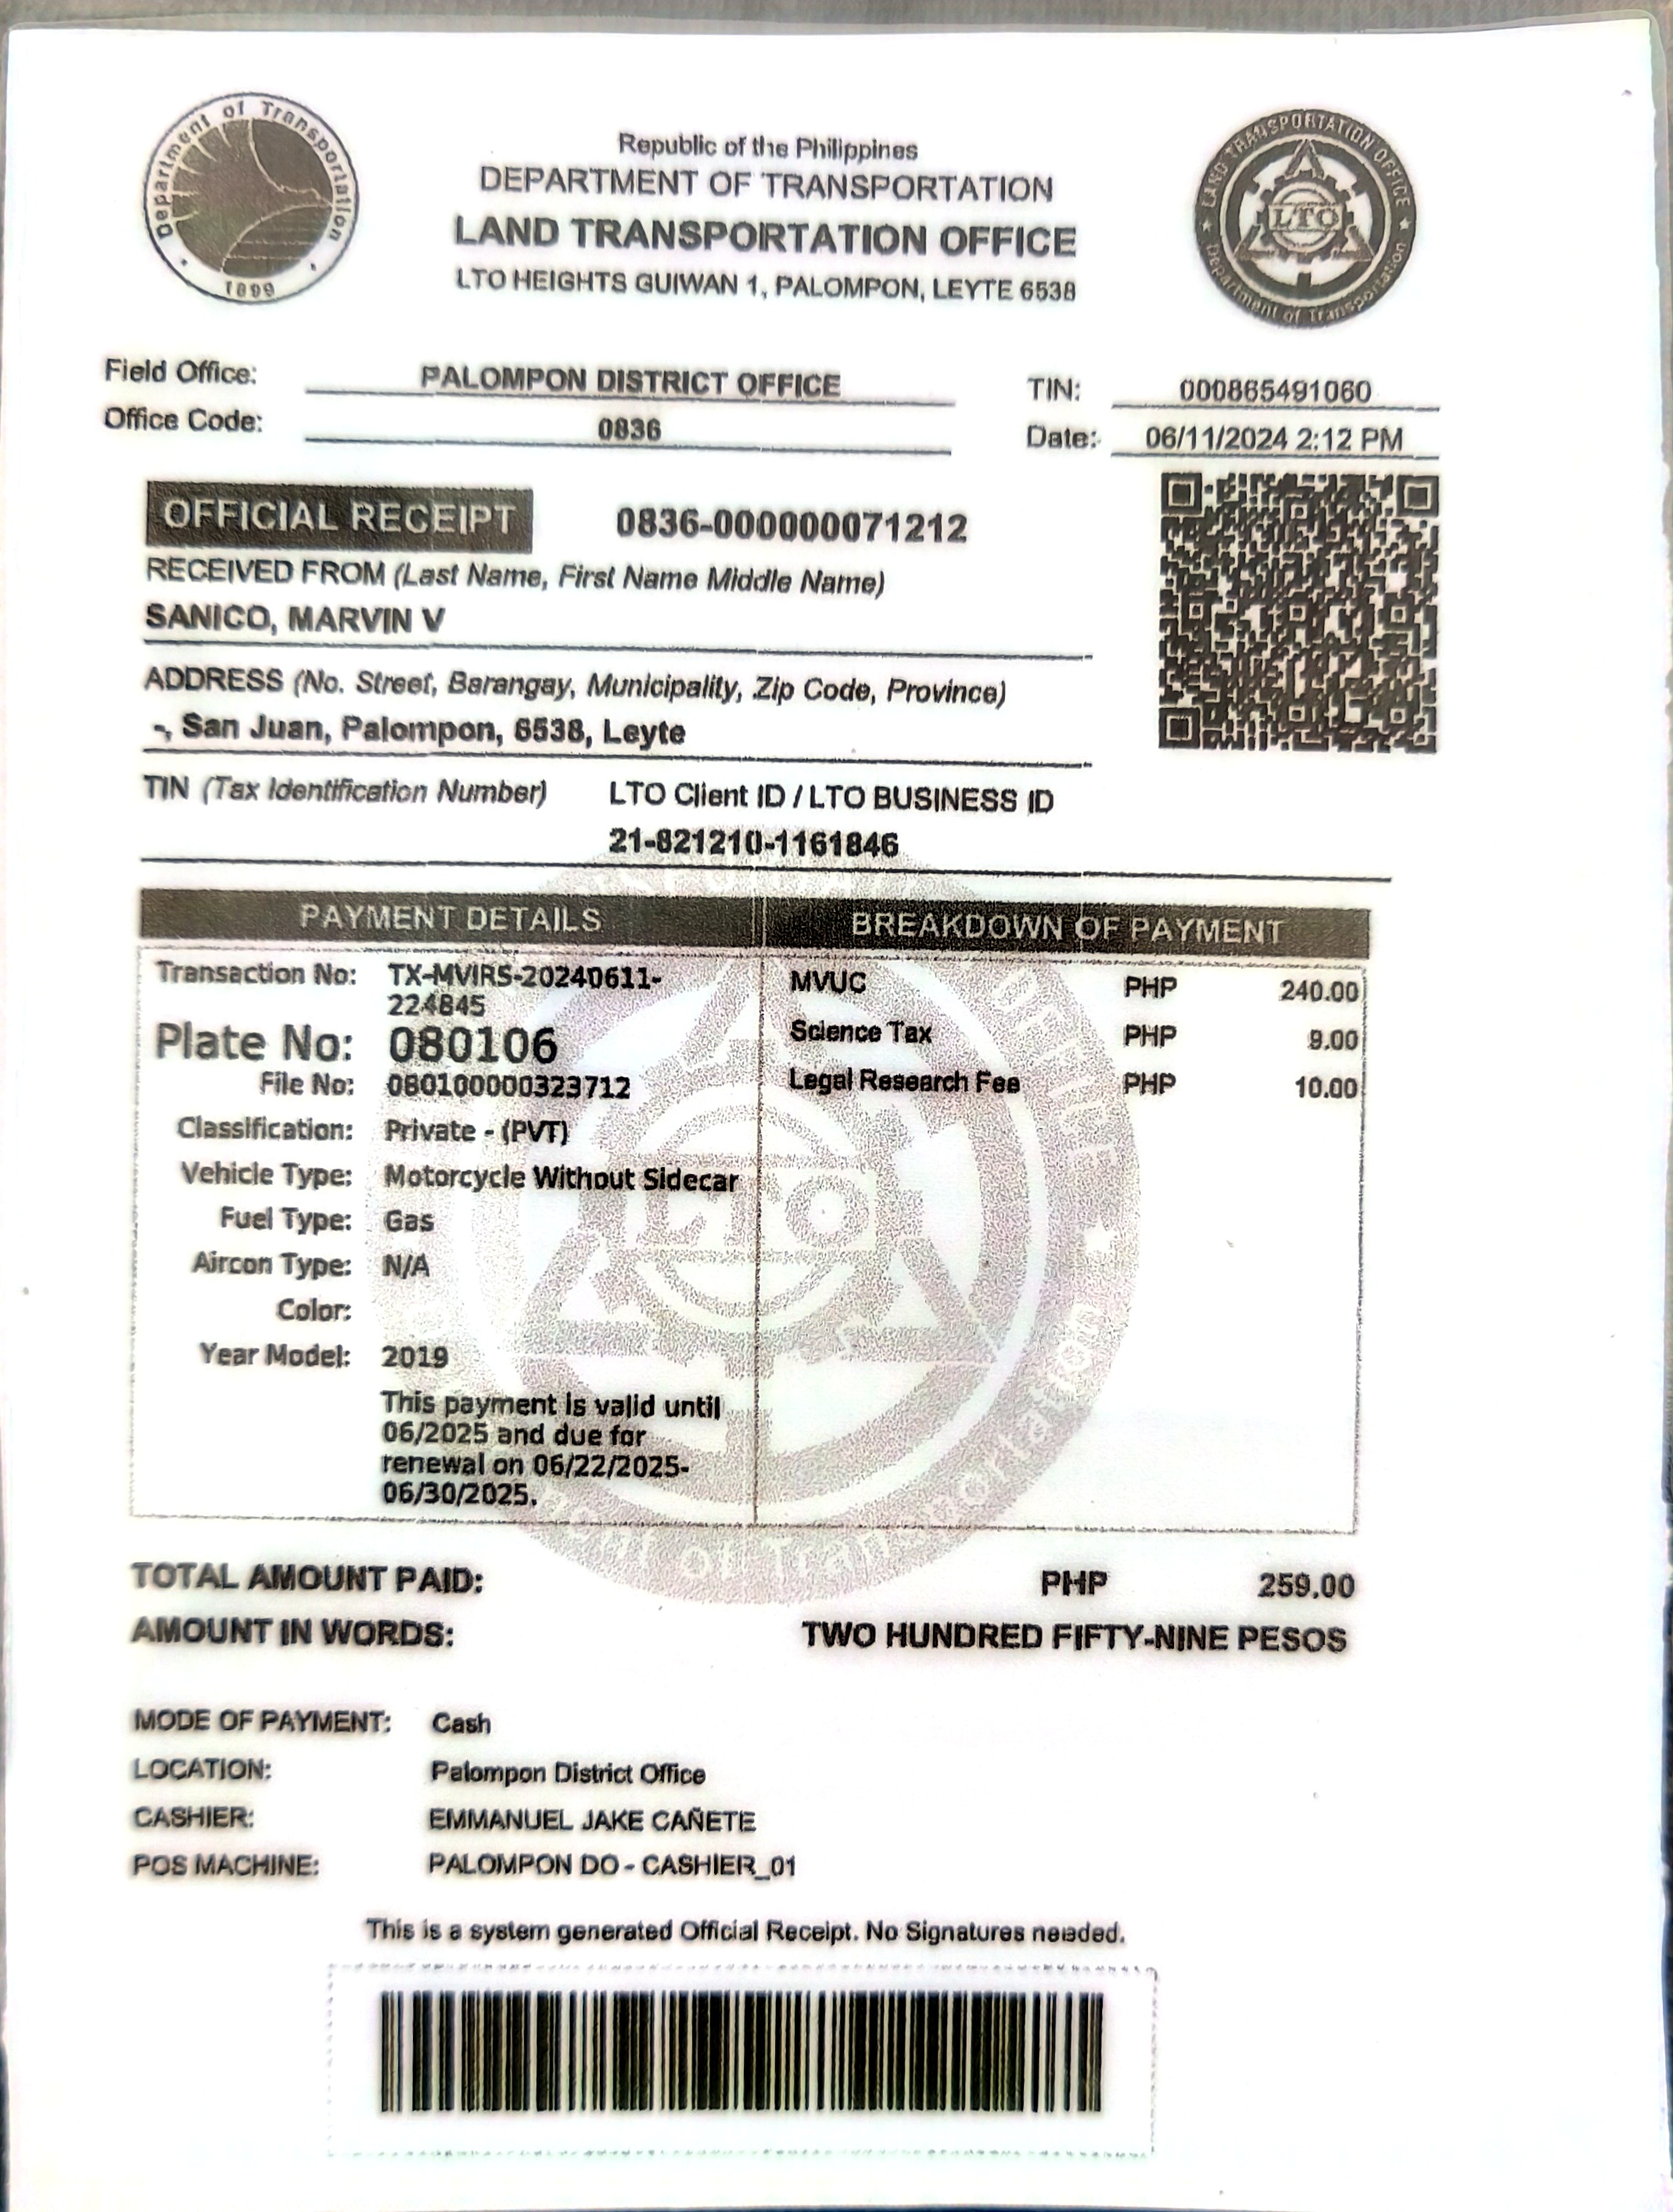 Department of Transportation
1899
LAND TRANSPORTATION OFFICE
LTO
Department of Transportation
Republic of the Philippines
DEPARTMENT OF TRANSPORTATION
LAND TRANSPORTATION OFFICE
LTO HEIGHTS GUIWAN 1, PALOMPON, LEYTE 6538
Field Office: PALOMPON DISTRICT OFFICE TIN: 000865491060
Office Code: 0836 Date: 06/11/2024 2:12 PM
OFFICIAL RECEIPT 0836-000000071212
RECEIVED FROM (Last Name, First Name Middle Name)
SANICO, MARVIN V
ADDRESS (No. Street, Barangay, Municipality, Zip Code, Province)
-, San Juan, Palompon, 6538, Leyte
TIN (Tax Identification Number) LTO Client ID / LTO BUSINESS ID
21-821210-1161846
PAYMENT DETAILS BREAKDOWN OF PAYMENT
Transaction No: TX-MVIRS-20240611-
224845
Plate No: 080106
File No: 080100000323712
Classification: Private - (PVT)
Vehicle Type: Motorcycle Without Sidecar
Fuel Type: Gas
Aircon Type: N/A
Color:
Year Model: 2019
This payment is valid until
06/2025 and due for
renewal on 06/22/2025-
06/30/2025.
MVUC PHP 240.00
Science Tax PHP 9.00
Legal Research Fee PHP 10.00
LTO
TOTAL AMOUNT PAID: PHP 259.00
AMOUNT IN WORDS: TWO HUNDRED FIFTY-NINE PESOS
MODE OF PAYMENT: Cash
LOCATION: Palompon District Office
CASHIER: EMMANUEL JAKE CAÑETE
POS MACHINE: PALOMPON DO - CASHIER_01
This is a system generated Official Receipt. No Signatures needed.